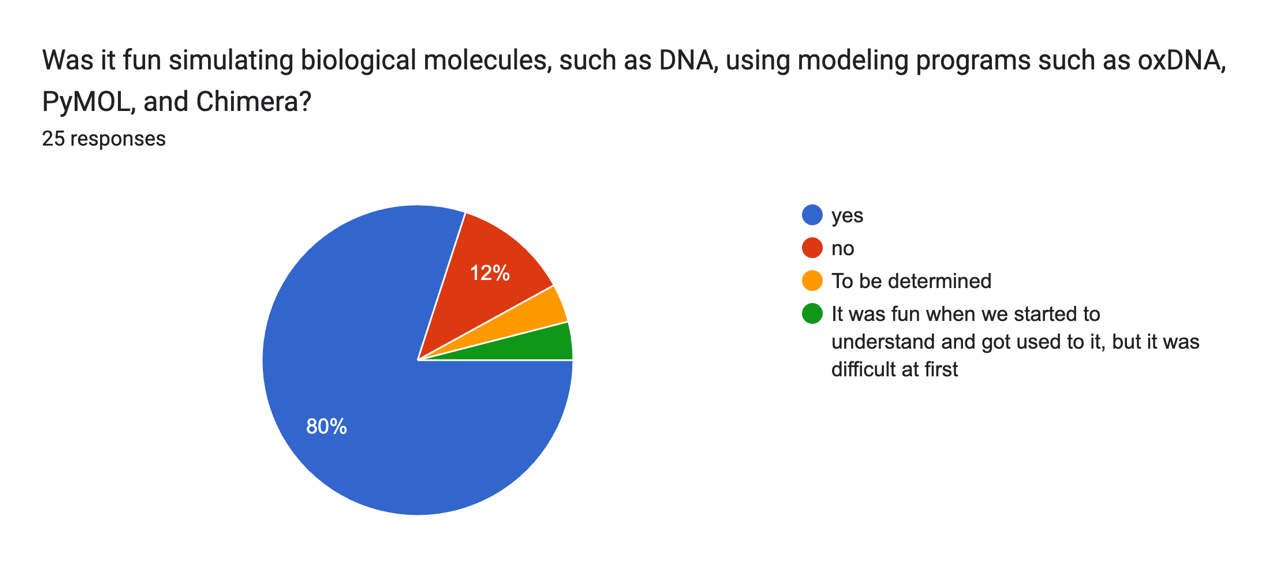 Was it fun simulating biological molecules, such as DNA, using modeling programs such as oxDNA,
PyMOL, and Chimera?
25 responses
12%
80%
yes
no
To be determined
It was fun when we started to
understand and got used to it, but it was
difficult at first